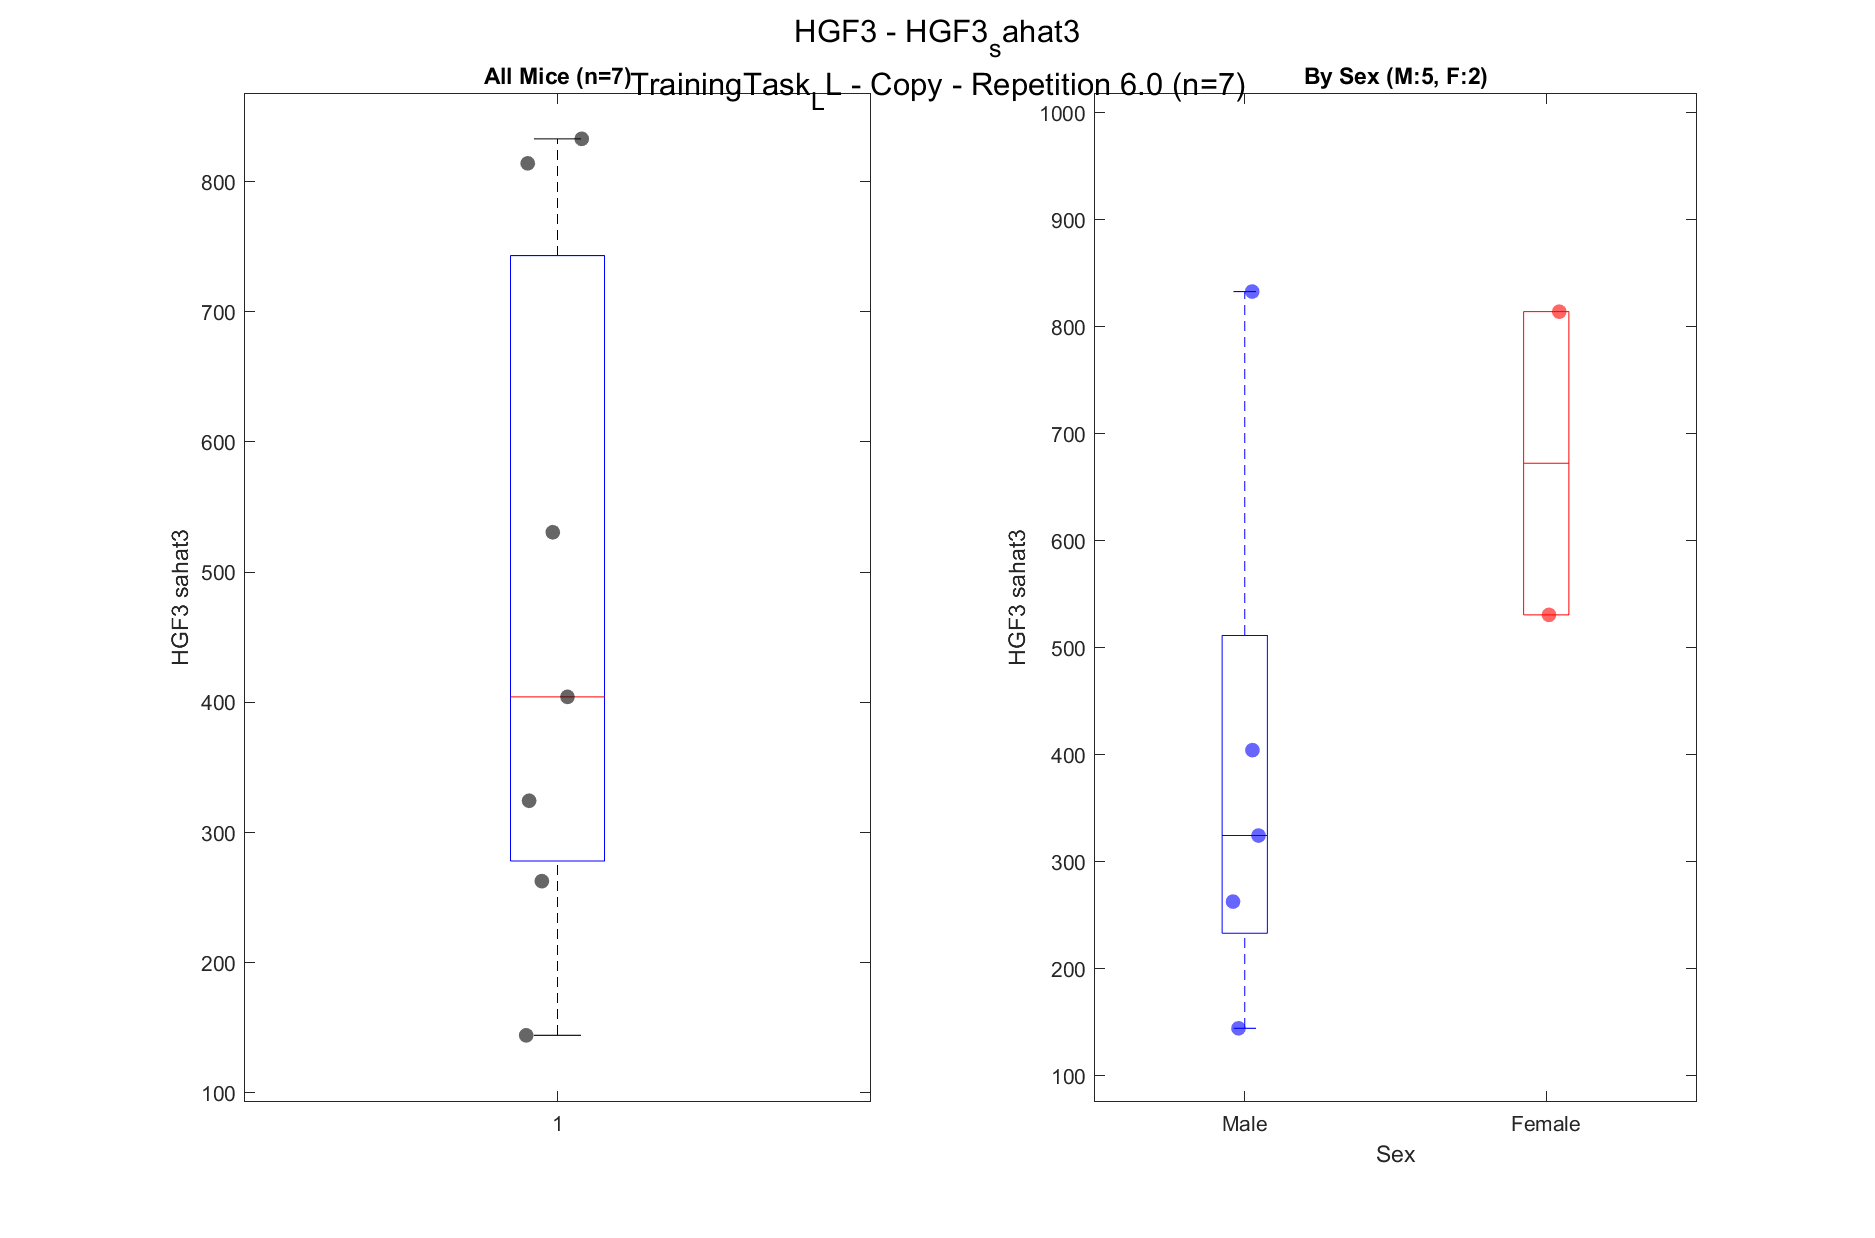 HGF3 - HGF3sahat3
TrainingTaskLL - Copy - Repetition 6.0 (n=7)
All Mice (n=7)
HGF3 sahat3
800
700
600
500
400
300
200
100
1
By Sex (M:5, F:2)
HGF3 sahat3
1000
900
800
700
600
500
400
300
200
100
Male Female
Sex